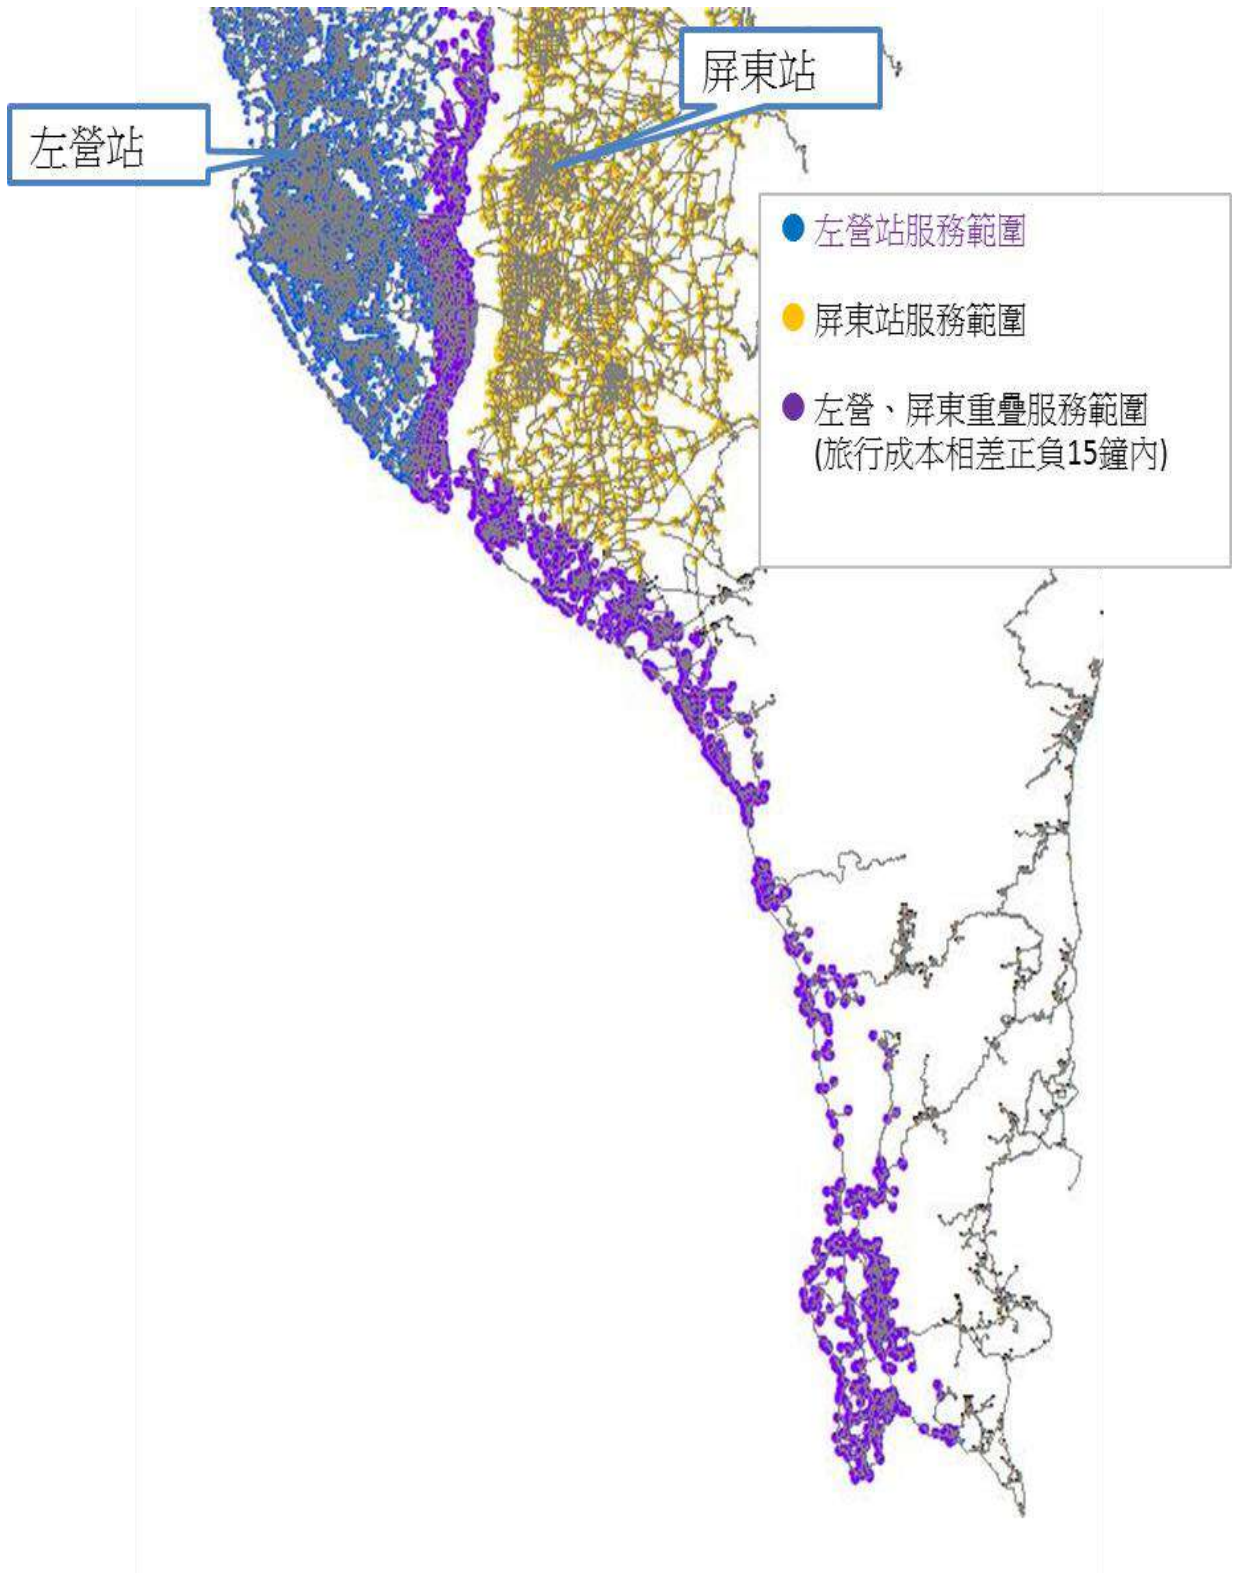 屏東站
左營站
左營站服務範圍
屏東站服務範圍
左營、屏東重疊服務範圍
(旅行成本相差正負15鐘內)